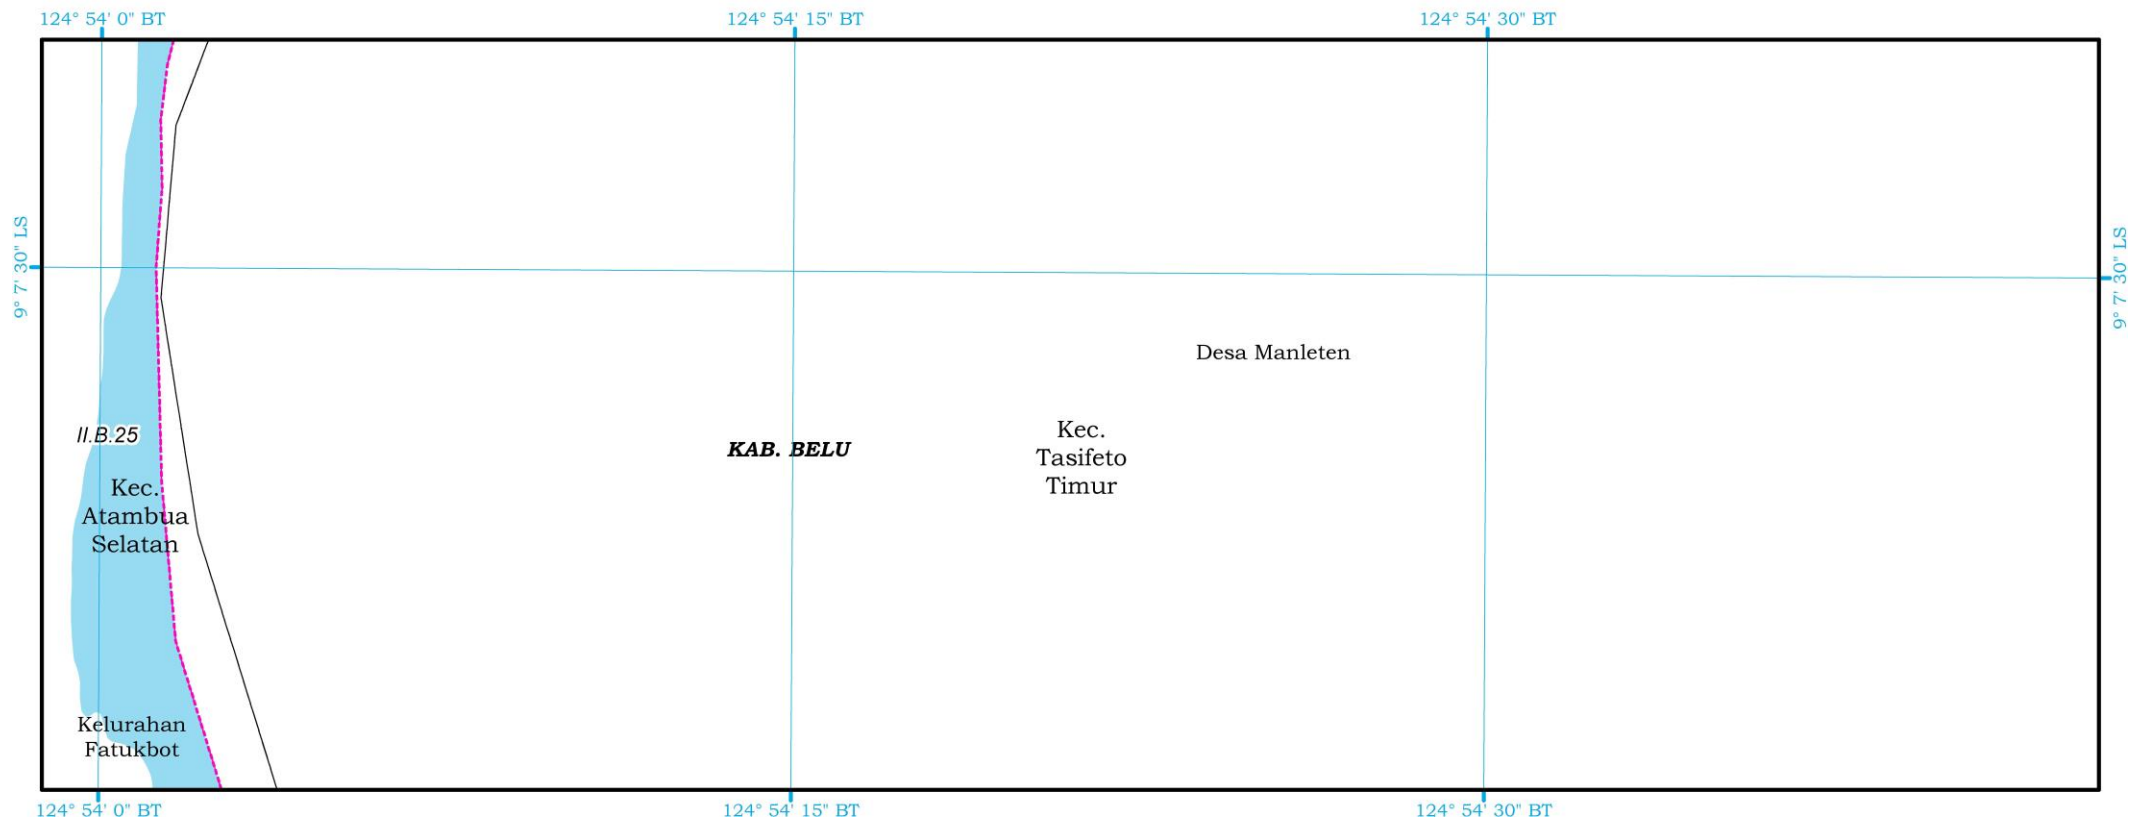 124° 54' 0" BT
124° 54' 15" BT
124° 54' 30" BT
9° 7' 30" LS
9° 7' 30" LS
Desa Manleten
II.B.25
KAB. BELU
Kec.
Tasifeto
Timur
Kec.
Atambua
Selatan
Kelurahan
Fatukbot
124° 54' 0" BT
124° 54' 15" BT
124° 54' 30" BT